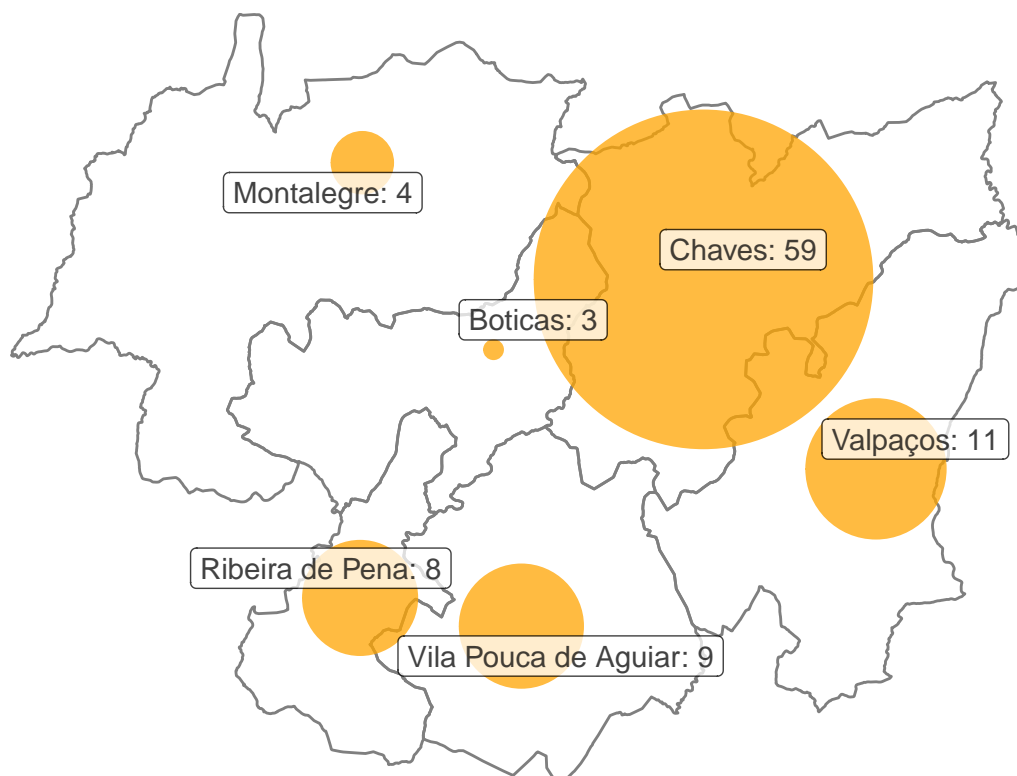 Montalegre: 4
Chaves: 59
Boticas: 3
Valpaços: 11
Ribeira de Pena: 8
Vila Pouca de Aguiar: 9